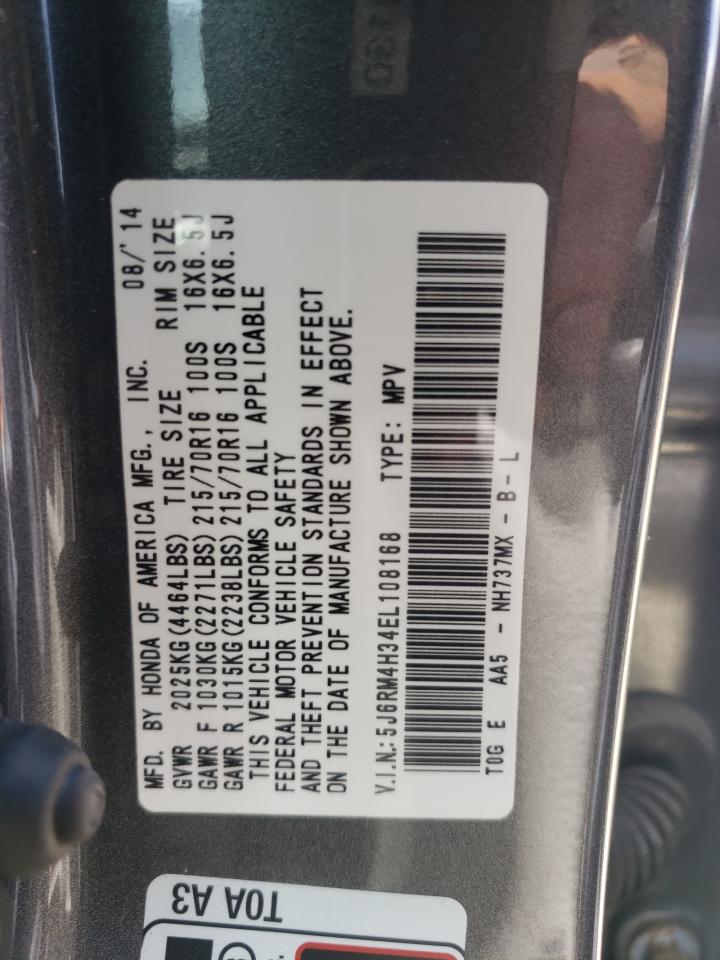 MFD. BY HONDA OF AMERICA MFG., INC. 08/'14
GVWR 2025KG(4464LBS) TIRE SIZE RIM SIZE
GAWR F 1030KG(2271LBS)215/70R16 100S 16X6.5J
GAWR R 1015KG(2238LBS)215/70R16 100S 16X6.5J
THIS VEHICLE CONFORMS TO ALL APPLICABLE
FEDERAL MOTOR VEHICLE SAFETY
AND THEFT PREVENTION STANDARDS IN EFFECT
ON THE DATE OF MANUFACTURE SHOWN ABOVE.
V.I.N.:5J6RM4H34EL108168 TYPE: MPV
T0G E AA5 - NH737MX - B- L
T0A A3